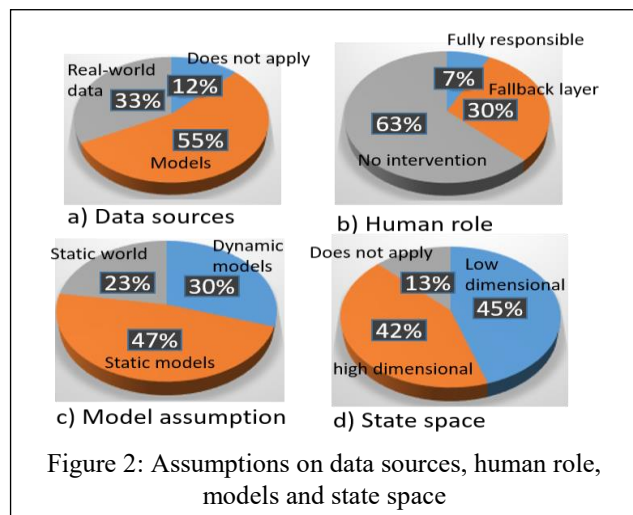 Does not apply
12%
Real-world
data
33%
55%
Models
a) Data sources
Fully responsible
7%
Fallback layer
30%
63%
No intervention
b) Human role
Static world
23%
Dynamic
models
30%
47%
Static models
c) Model assumption
Does not apply
13%
Low
dimensional
45%
42%
high dimensional
d) State space
Figure 2: Assumptions on data sources, human role,
models and state space